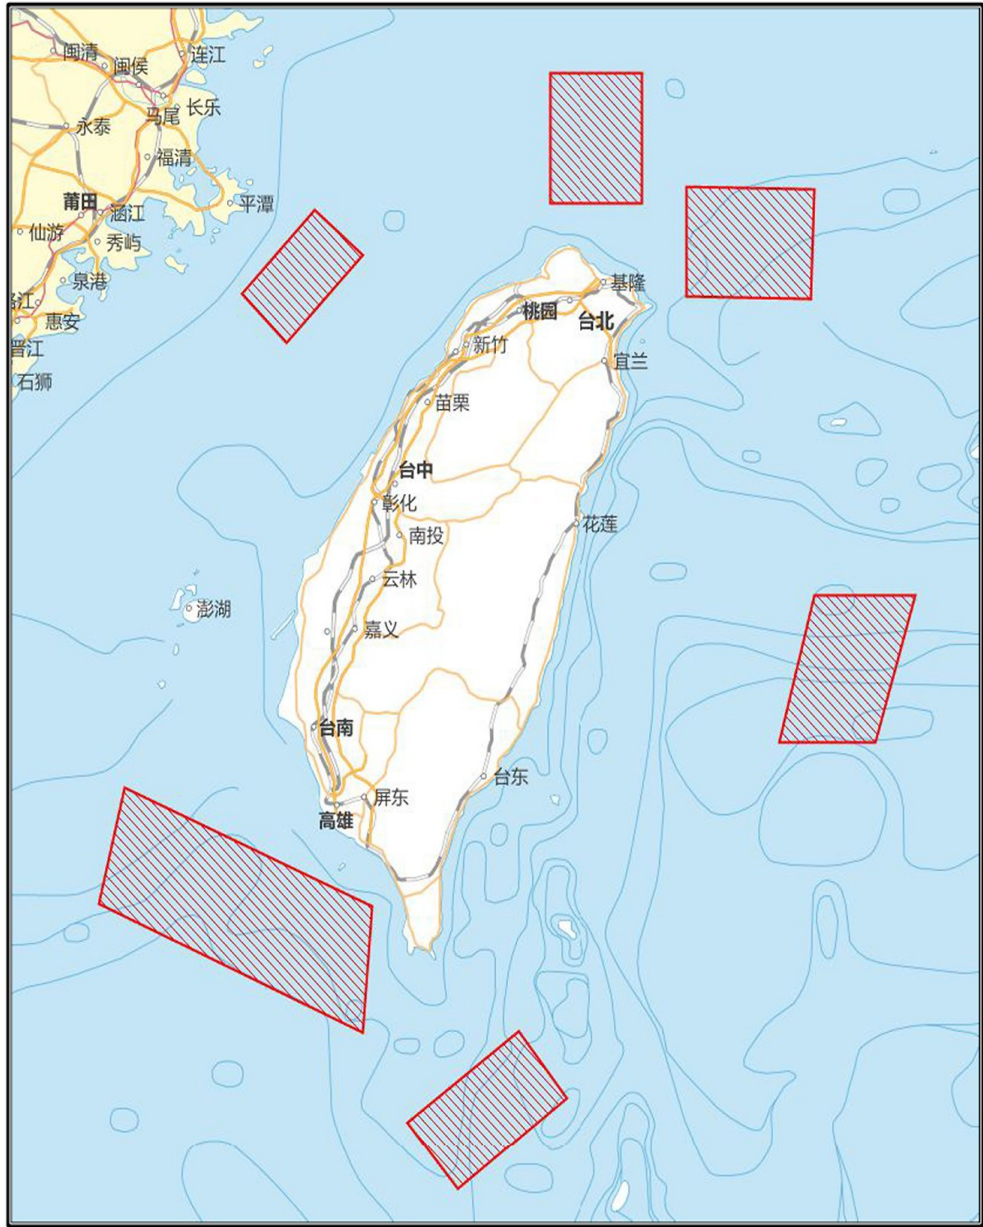 闽清
连江
闽侯
长乐
马尾
永泰
福清
莆田
平潭
涵江
仙游
秀屿
泉港
基隆
桃园
惠安
台北
新竹
晋江
宜兰
石狮
苗栗
台中
彰化
花莲
南投
云林
澎湖
嘉义
台南
台东
屏东
高雄